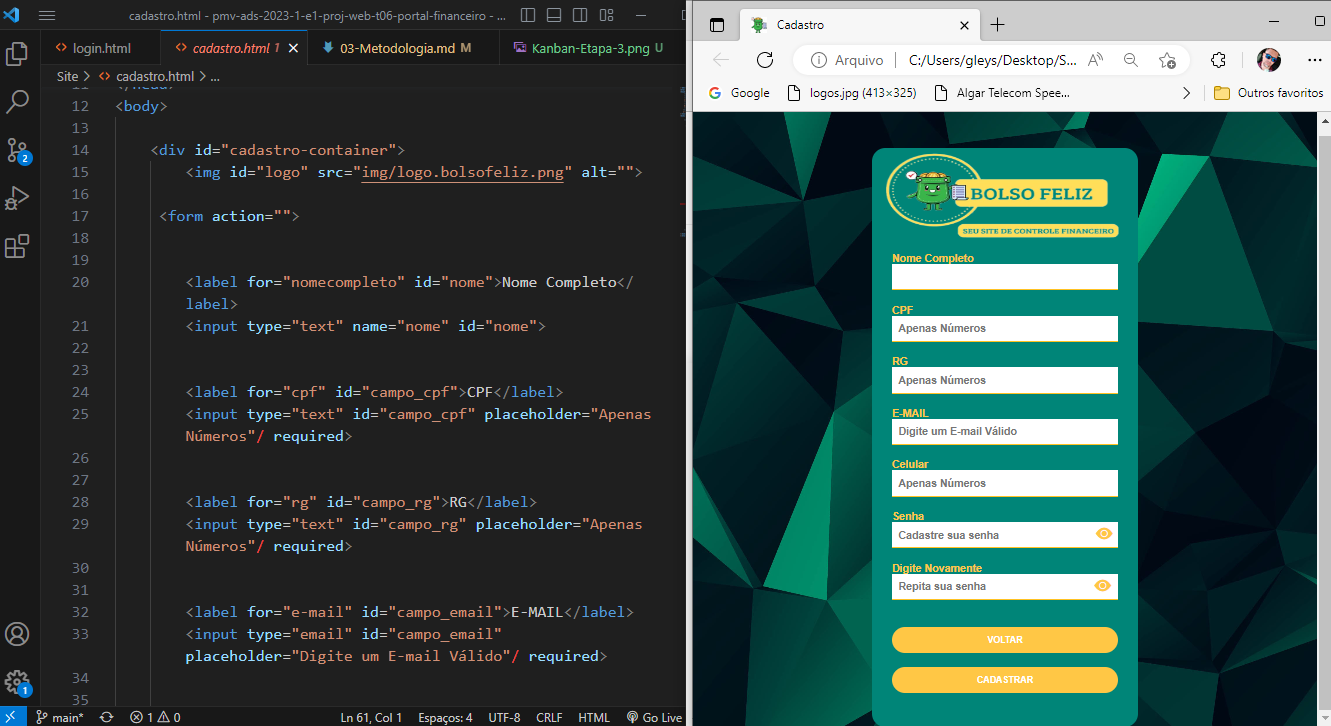 cadastro.html - pmv-ads-2023-1-e1-proj-web-t06-portal-financeiro - ...
login.html
cadastro.html 1
03-Metodologia.md M
Kanban-Etapa-3.png U
Site > cadastro.html > ...
12 <body>
13
14 <div id="cadastro-container">
15 <img id="logo" src="img/logo.bolsofeliz.png" alt="">
16
17 <form action="">
18
19
20 <label for="nomecompleto" id="nome">Nome Completo</
label>
21 <input type="text" name="nome" id="nome">
22
23
24 <label for="cpf" id="campo_cpf">CPF</label>
25 <input type="text" id="campo_cpf" placeholder="Apenas
Números"/ required>
26
27
28 <label for="rg" id="campo_rg">RG</label>
29 <input type="text" id="campo_rg" placeholder="Apenas
Números"/ required>
30
31
32 <label for="e-mail" id="campo_email">E-MAIL</label>
33 <input type="email" id="campo_email"
placeholder="Digite um E-mail Válido"/ required>
34
35
2
1
main*
1 0
Ln 61, Col 1
Espaços: 4
UTF-8
CRLF
HTML
Go Live
Cadastro
Arquivo
C:/Users/gleys/Desktop/S...
Google
logos.jpg (413×325)
Algar Telecom Spee...
Outros favoritos
BOLSO FELIZ
SEU SITE DE CONTROLE FINANCEIRO
Nome Completo
CPF
Apenas Números
RG
Apenas Números
E-MAIL
Digite um E-mail Válido
Celular
Apenas Números
Senha
Cadastre sua senha
Digite Novamente
Repita sua senha
VOLTAR
CADASTRAR